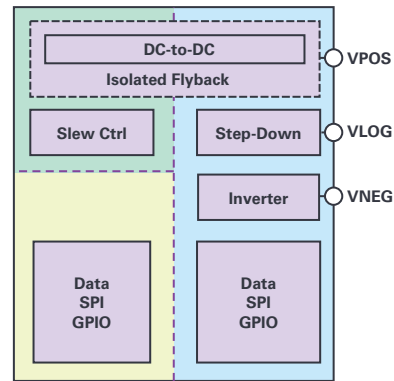 DC-to-DC
Isolated Flyback
VPOS
Slew Ctrl
Step-Down
VLOG
Inverter
VNEG
Data
SPI
GPIO
Data
SPI
GPIO